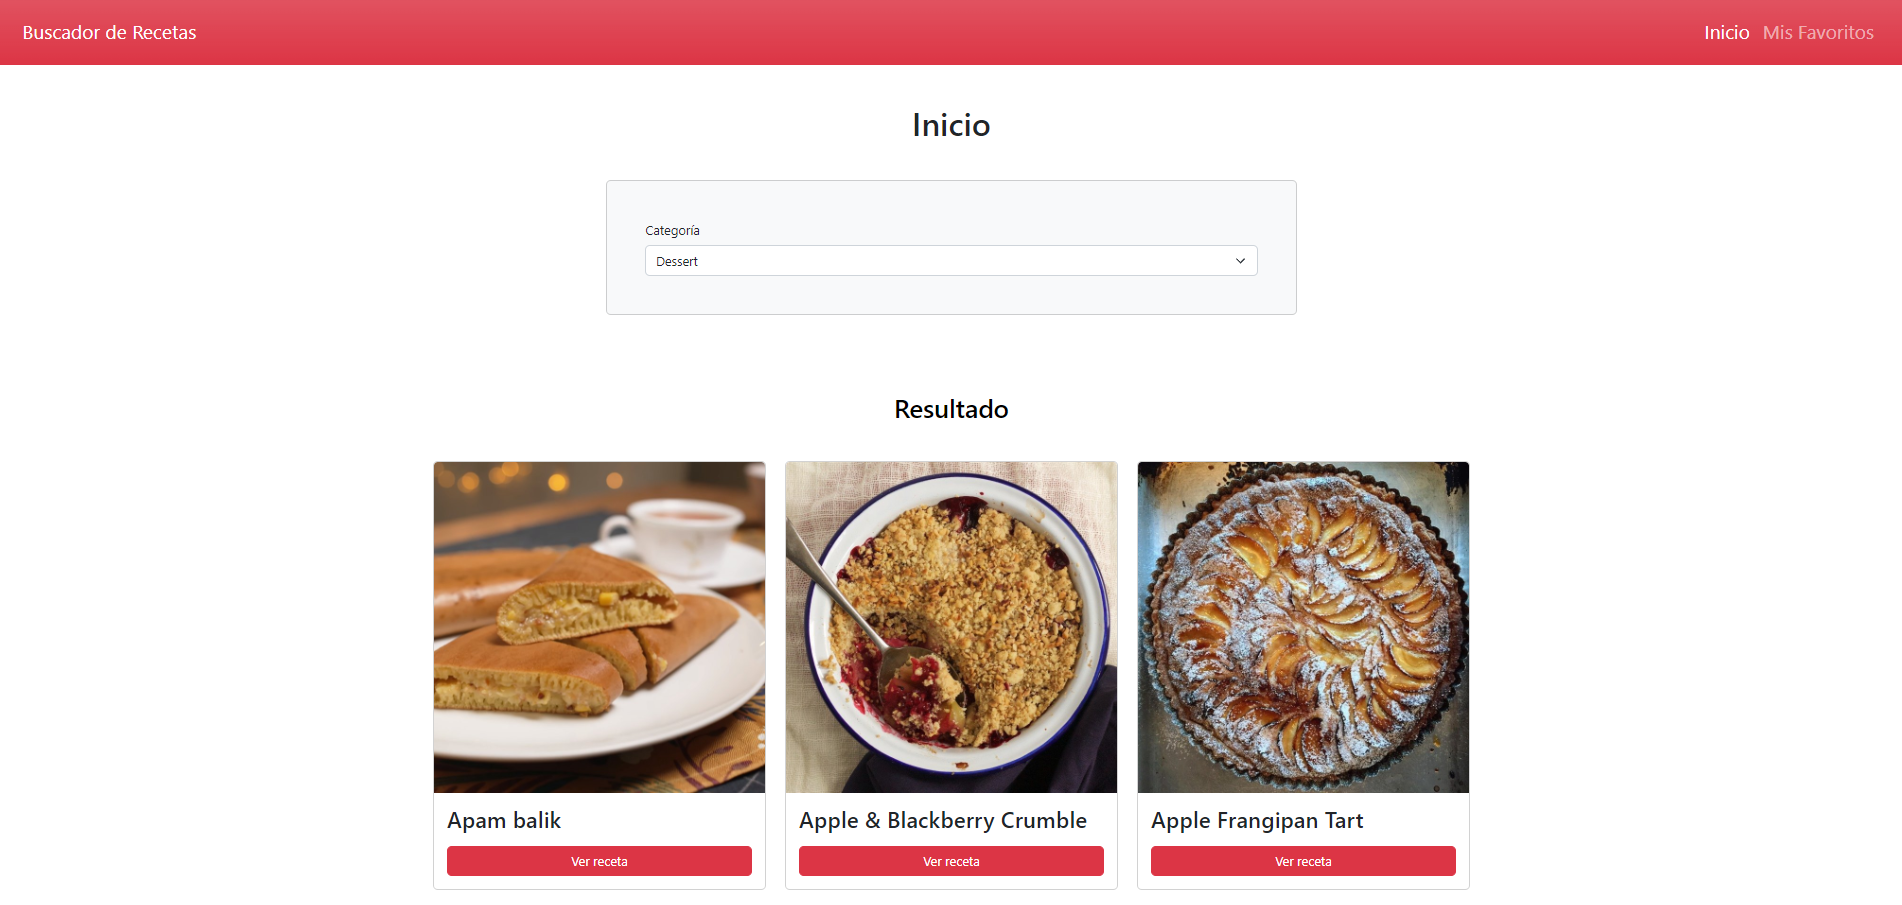 Buscador de Recetas
Inicio Mis Favoritos
Inicio
Categoría
Dessert
Resultado
Apam balik
Ver receta
Apple & Blackberry Crumble
Ver receta
Apple Frangipan Tart
Ver receta